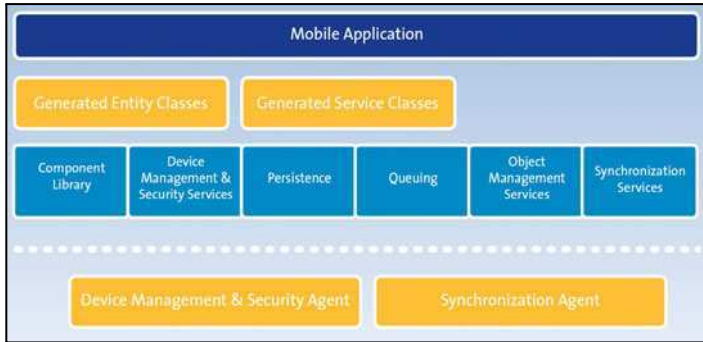 Mobile Application
Generated Entity Classes
Generated Service Classes
Component
Library
Device
Management &
Security Services
Persistence
Queuing
Object
Management
Services
Synchronization
Services
Device Management & Security Agent
Synchronization Agent